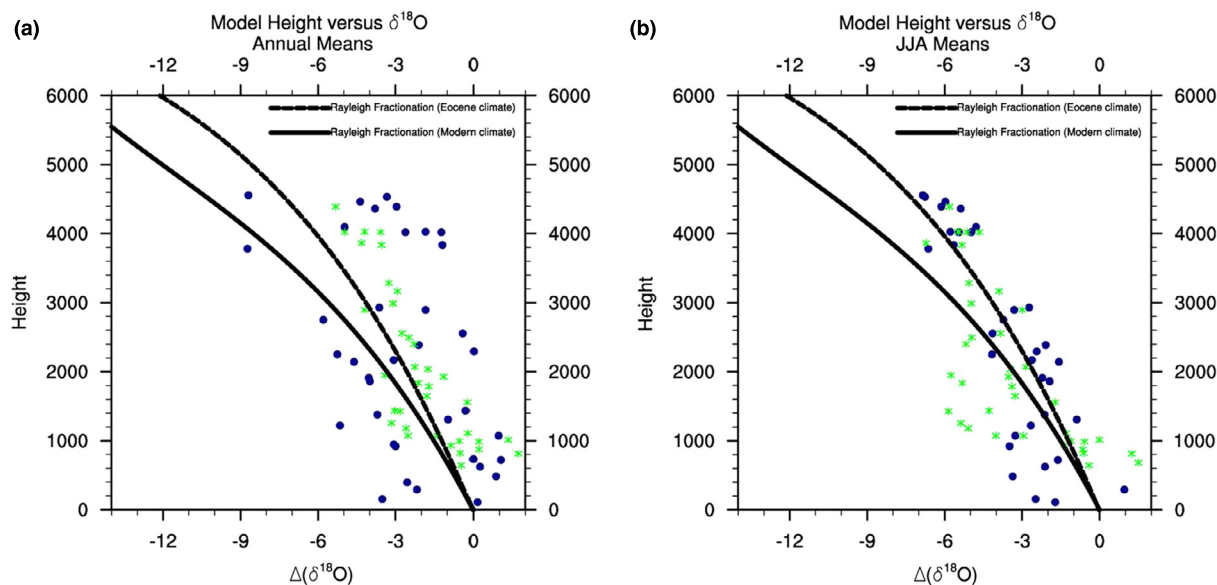 (a)
Model Height versus δ¹⁸O
Annual Means
-12 -9 -6 -3 0
Rayleigh Fractionation (Eocene climate)
Rayleigh Fractionation (Modern climate)
6000 6000
5000 5000
4000 4000
3000 3000
2000 2000
1000 1000
0 0
Height
-12 -9 -6 -3 0
Δ(δ¹⁸O)
(b)
Model Height versus δ¹⁸O
JJA Means
-12 -9 -6 -3 0
Rayleigh Fractionation (Eocene climate)
Rayleigh Fractionation (Modern climate)
6000 6000
5000 5000
4000 4000
3000 3000
2000 2000
1000 1000
0 0
Height
-12 -9 -6 -3 0
Δ(δ¹⁸O)